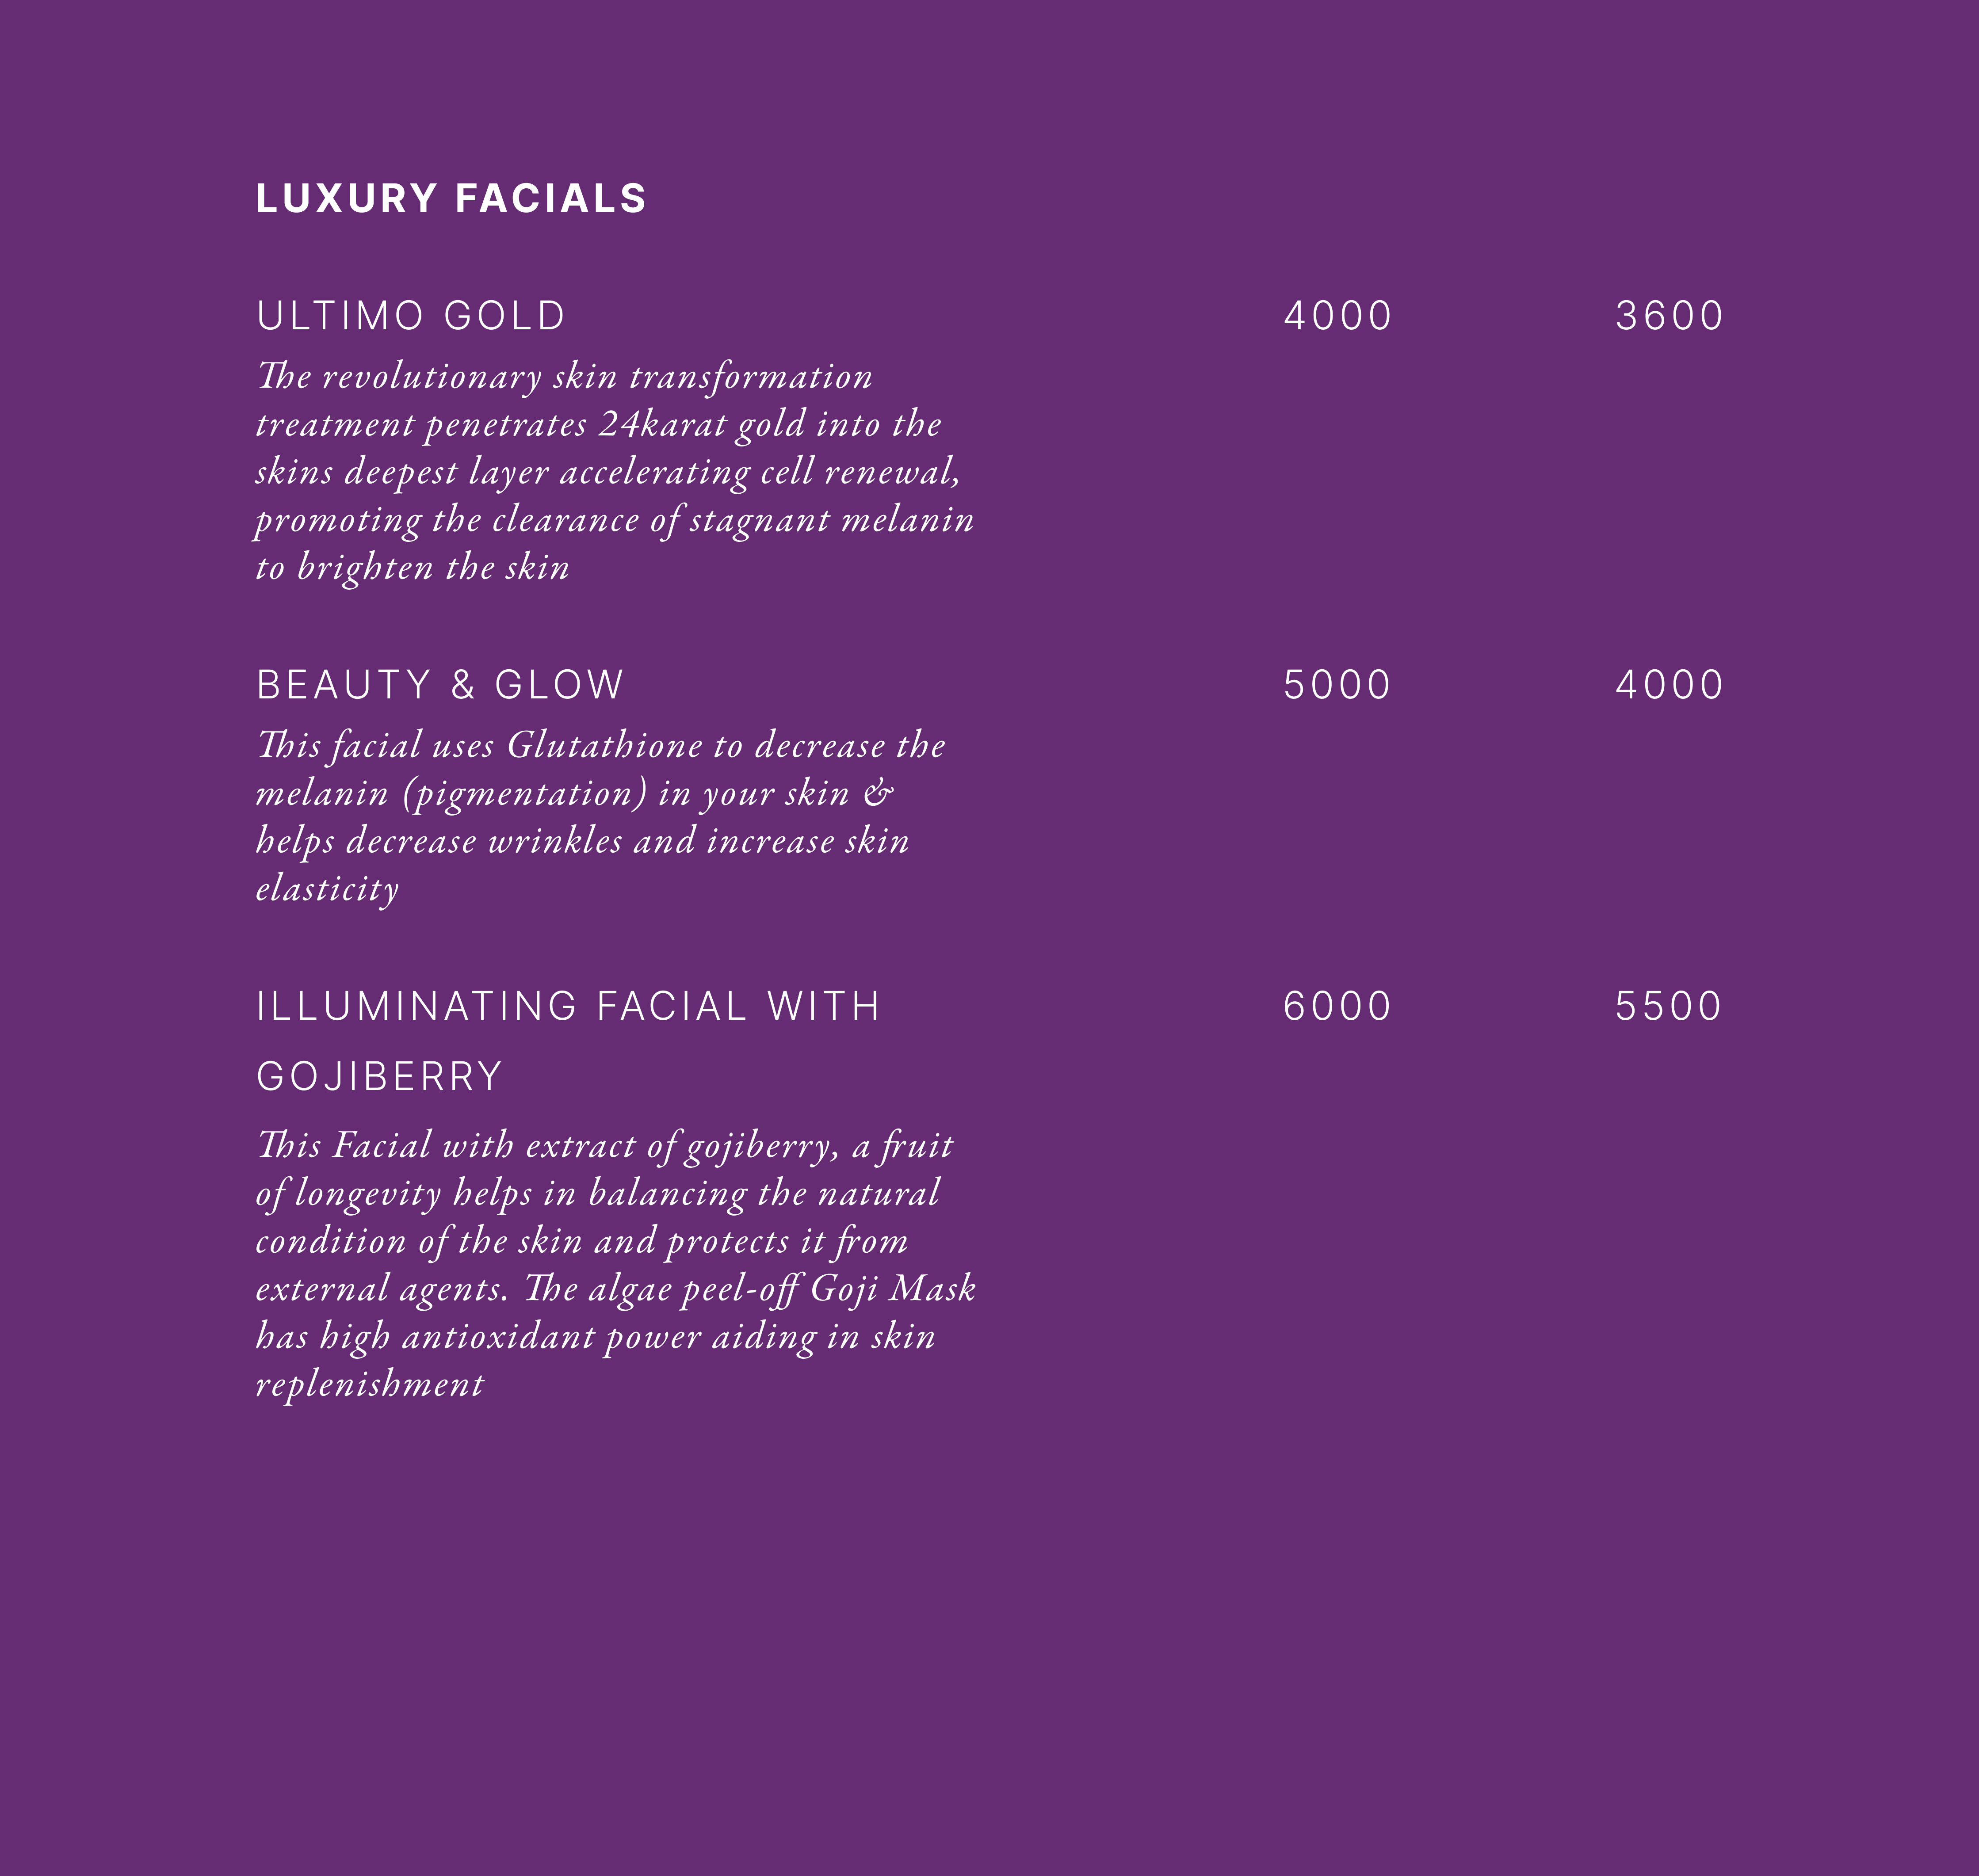 LUXURY FACIALS
ULTIMO GOLD 4000 3600
The revolutionary skin transformation
treatment penetrates 24karat gold into the
skins deepest layer accelerating cell renewal,
promoting the clearance of stagnant melanin
to brighten the skin
BEAUTY & GLOW 5000 4000
This facial uses Glutathione to decrease the
melanin (pigmentation) in your skin &
helps decrease wrinkles and increase skin
elasticity
ILLUMINATING FACIAL WITH 6000 5500
GOJIBERRY
This Facial with extract of gojiberry, a fruit
of longevity helps in balancing the natural
condition of the skin and protects it from
external agents. The algae peel-off Goji Mask
has high antioxidant power aiding in skin
replenishment